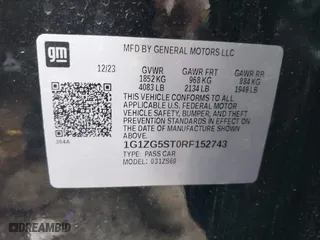 gm
MFD BY GENERAL MOTORS LLC
12/23 GVWR GAWR FRT GAWR RR
1852 KG 968 KG 884 KG
4083 LB 2134 LB 1949 LB
THIS VEHICLE CONFORMS TO ALL
APPLICABLE U.S. FEDERAL MOTOR
VEHICLE SAFETY, BUMPER, AND THEFT
PREVENTION STANDARDS IN EFFECT
ON THE DATE OF MANUFACTURE
SHOWN ABOVE.
1G1ZG5ST0RF152743
TYPE: PASS CAR
MODEL: 031ZS69